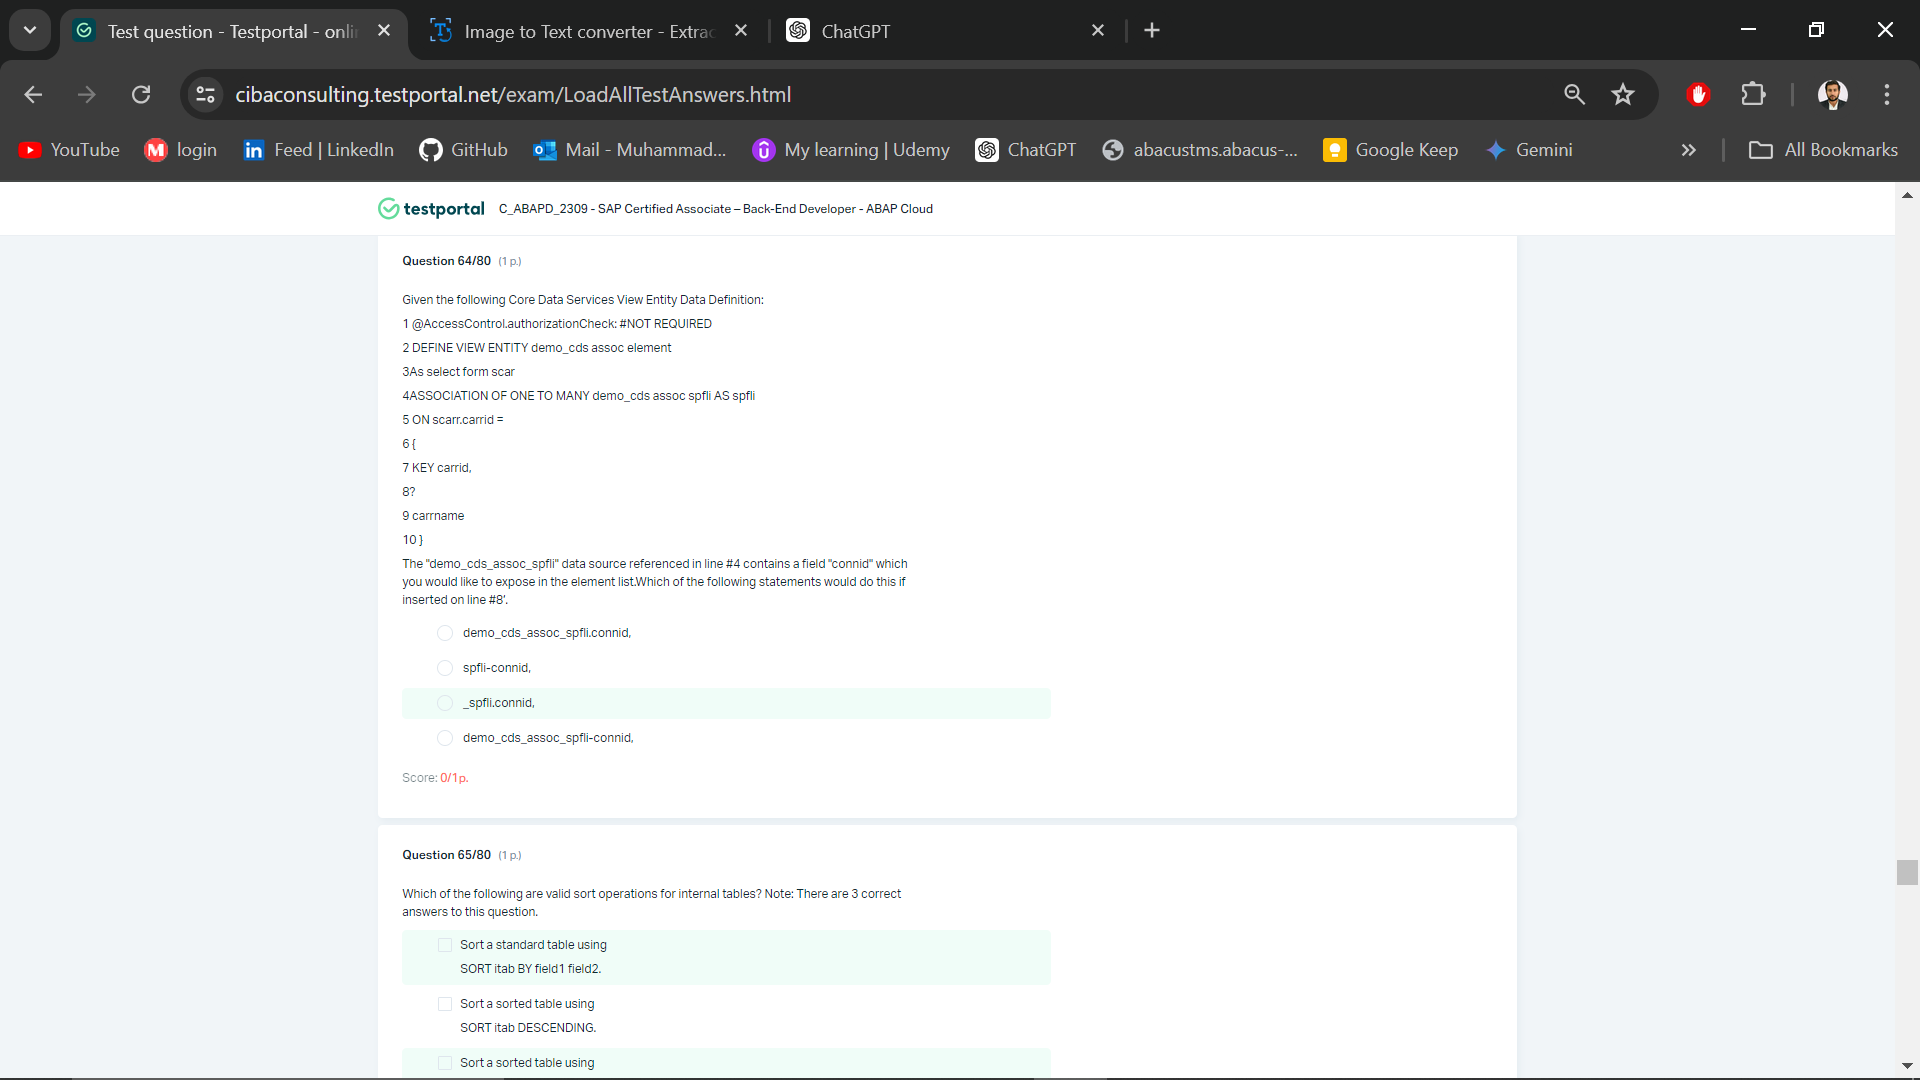 Test question - Testportal - onli
Image to Text converter - Extrac
ChatGPT
cibaconsulting.testportal.net/exam/LoadAllTestAnswers.html
YouTube
login
Feed | LinkedIn
GitHub
Mail - Muhammad...
My learning | Udemy
ChatGPT
abacustms.abacus-...
Google Keep
Gemini
All Bookmarks
testportal C_ABAPD_2309 - SAP Certified Associate – Back-End Developer - ABAP Cloud
Question 64/80 (1 p.)
Given the following Core Data Services View Entity Data Definition:
1 @AccessControl.authorizationCheck: #NOT REQUIRED
2 DEFINE VIEW ENTITY demo_cds assoc element
3As select form scar
4ASSOCIATION OF ONE TO MANY demo_cds assoc spfli AS spfli
5 ON scarr.carrid =
6 {
7 KEY carrid,
8?
9 carrname
10 }
The "demo_cds_assoc_spfli" data source referenced in line #4 contains a field "connid" which
you would like to expose in the element list.Which of the following statements would do this if
inserted on line #8'.
demo_cds_assoc_spfli.connid,
spfli-connid,
_spfli.connid,
demo_cds_assoc_spfli-connid,
Score: 0/1 p.
Question 65/80 (1 p.)
Which of the following are valid sort operations for internal tables? Note: There are 3 correct
answers to this question.
Sort a standard table using
SORT itab BY field1 field2.
Sort a sorted table using
SORT itab DESCENDING.
Sort a sorted table using